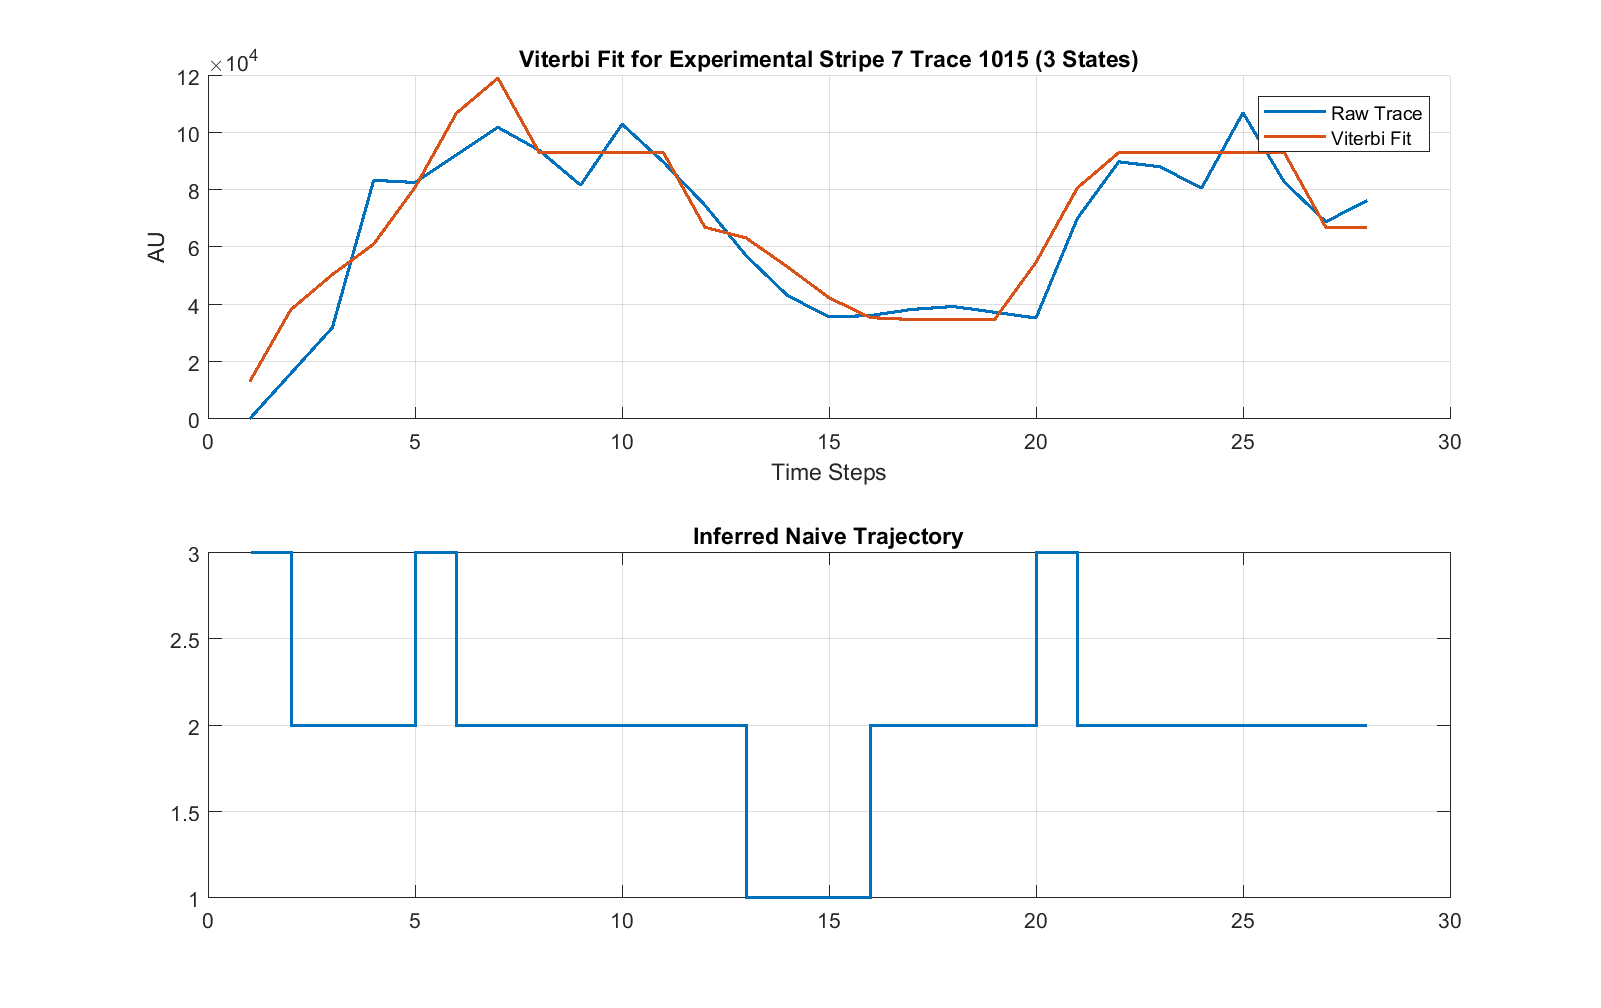 Viterbi Fit for Experimental Stripe 7 Trace 1015 (3 States)
×10⁴
12
10
8
6
4
2
0
AU
Raw Trace
Viterbi Fit
0 5 10 15 20 25 30
Time Steps
Inferred Naive Trajectory
3
2.5
2
1.5
1
0 5 10 15 20 25 30